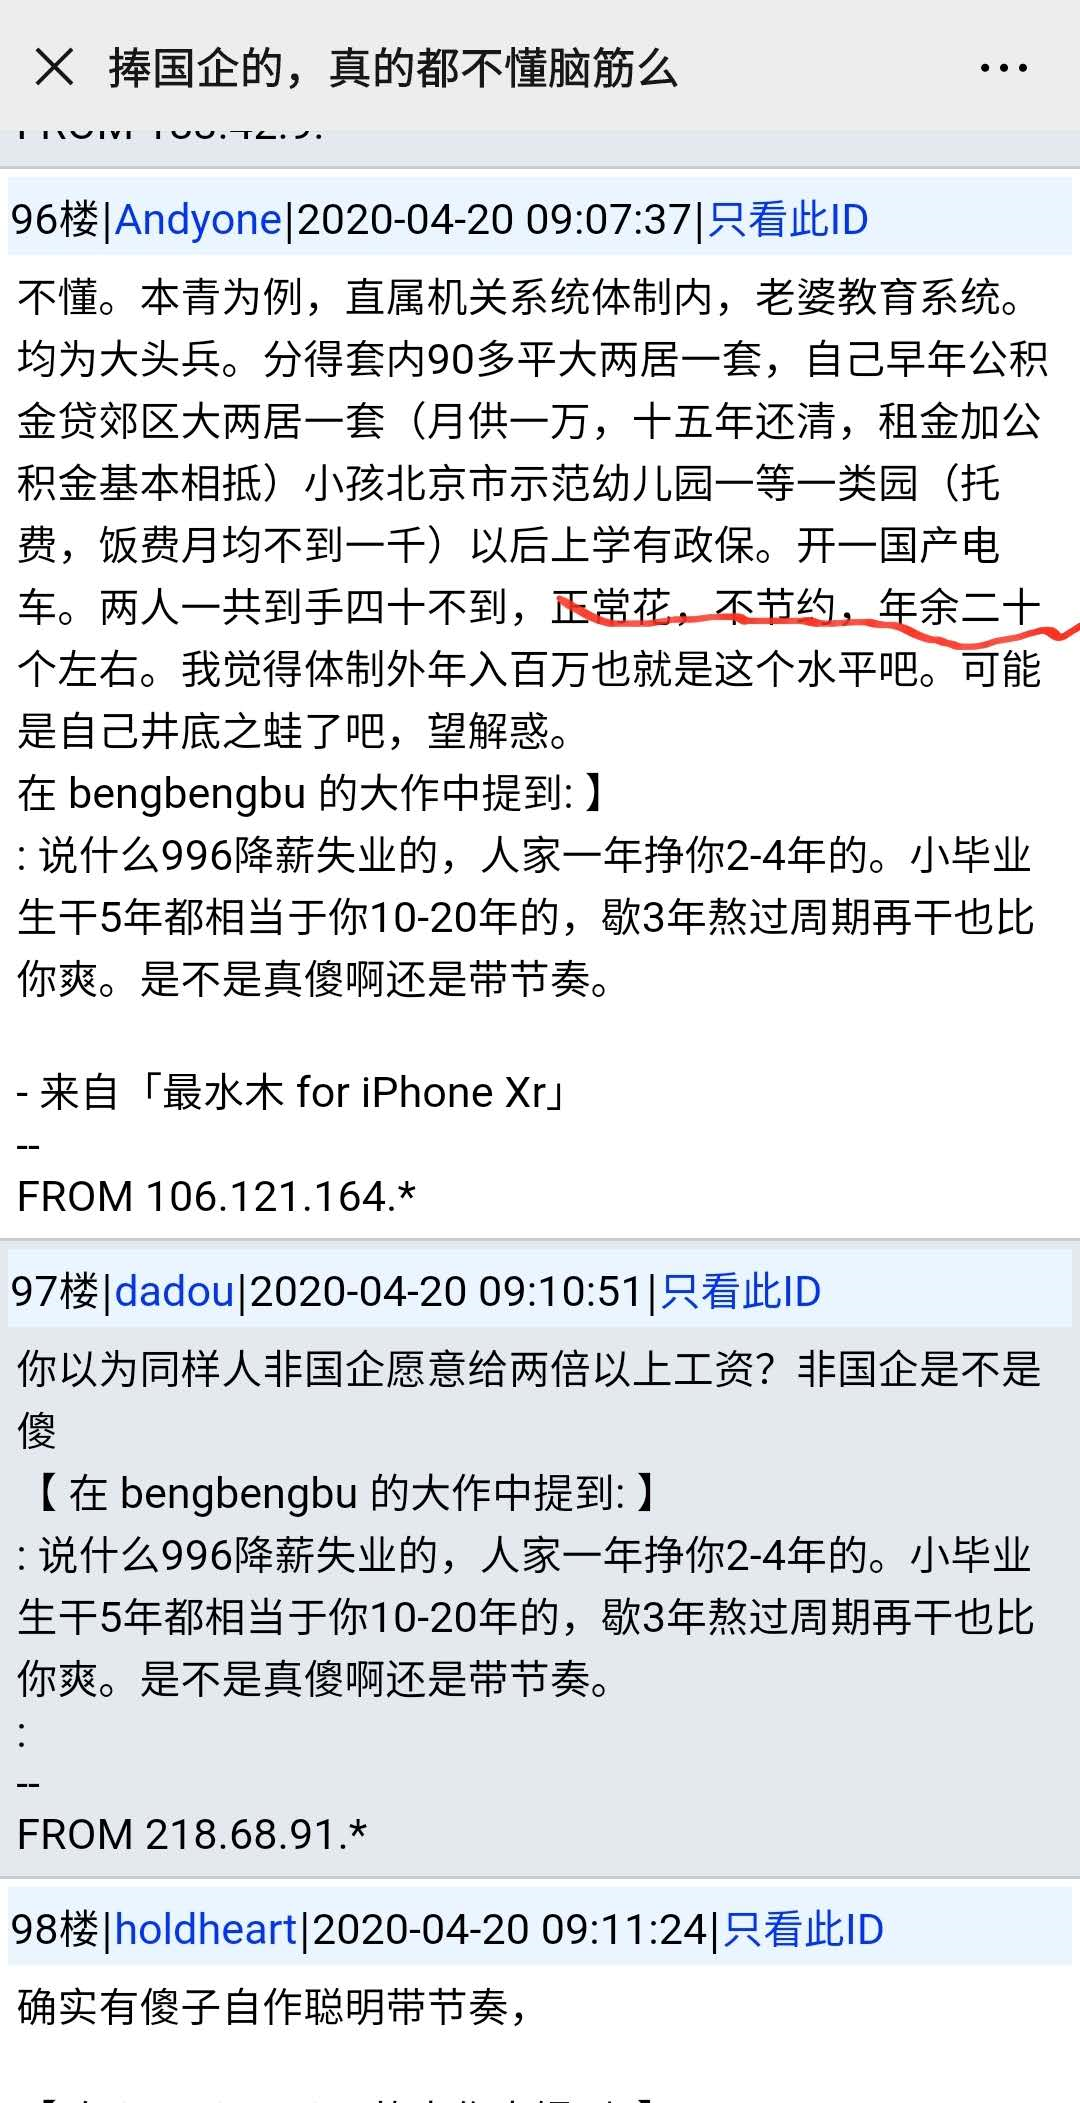 捧国企的，真的都不懂脑筋么
96楼|Andyone|2020-04-20 09:07:37|只看此ID
不懂。本青为例，直属机关系统体制内，老婆教育系统。
均为大头兵。分得套内90多平大两居一套，自己早年公积
金贷郊区大两居一套（月供一万，十五年还清，租金加公
积金基本相抵）小孩北京市示范幼儿园一等一类园（托
费，饭费月均不到一千）以后上学有政保。开一国产电
车。两人一共到手四十不到，正常花，不节约，年余二十
个左右。我觉得体制外年入百万也就是这个水平吧。可能
是自己井底之蛙了吧，望解惑。
在 bengbengbu 的大作中提到: 】
: 说什么996降薪失业的，人家一年挣你2-4年的。小毕业
生干5年都相当于你10-20年的，歇3年熬过周期再干也比
你爽。是不是真傻啊还是带节奏。
- 来自「最水木 for iPhone Xr」
--
FROM 106.121.164.*
97楼|dadou|2020-04-20 09:10:51|只看此ID
你以为同样人非国企愿意给两倍以上工资？非国企是不是
傻
【 在 bengbengbu 的大作中提到: 】
: 说什么996降薪失业的，人家一年挣你2-4年的。小毕业
生干5年都相当于你10-20年的，歇3年熬过周期再干也比
你爽。是不是真傻啊还是带节奏。
:
--
FROM 218.68.91.*
98楼|holdheart|2020-04-20 09:11:24|只看此ID
确实有傻子自作聪明带节奏，